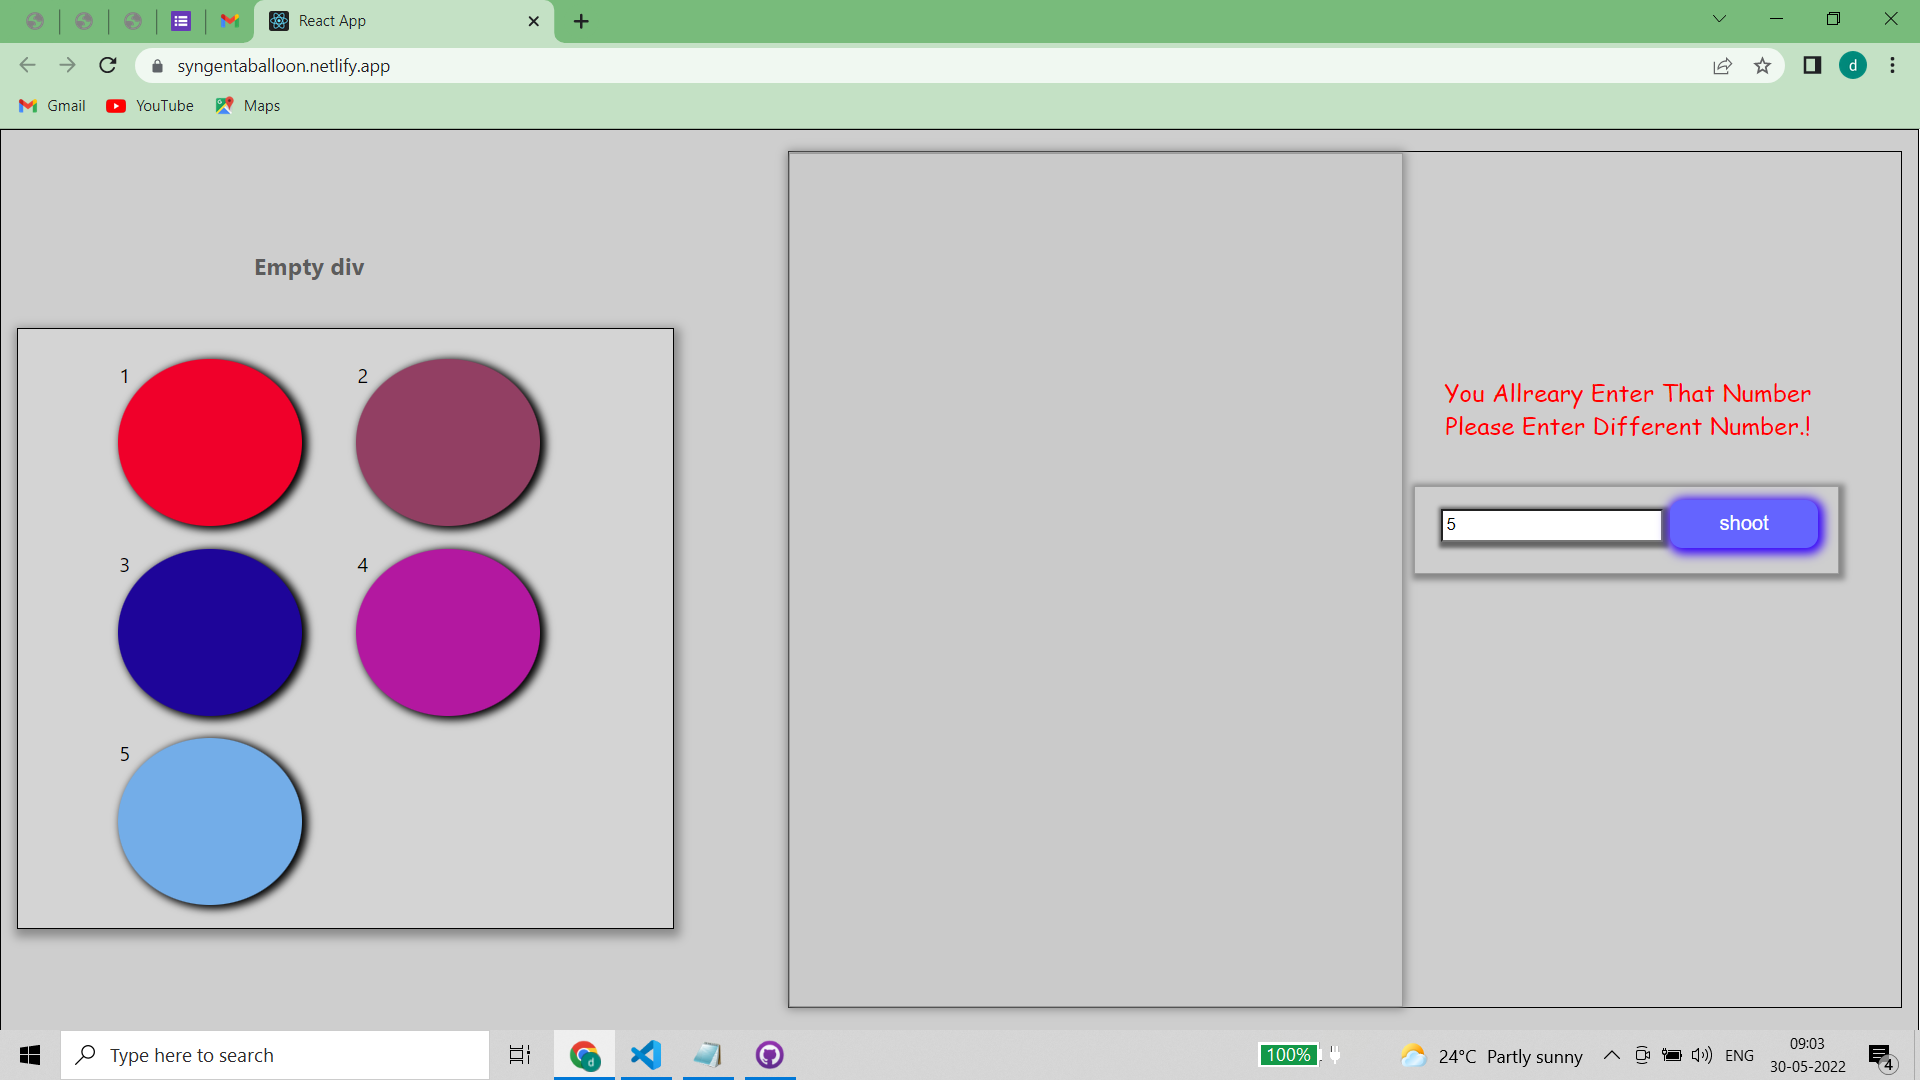 React App
syngentaballoon.netlify.app
d
Gmail
YouTube
Maps
Empty div
1
2
3
4
5
You Allreary Enter That Number
Please Enter Different Number.!
5
shoot
Type here to search
d
100%
24°C Partly sunny
ENG
09:03
30-05-2022
4